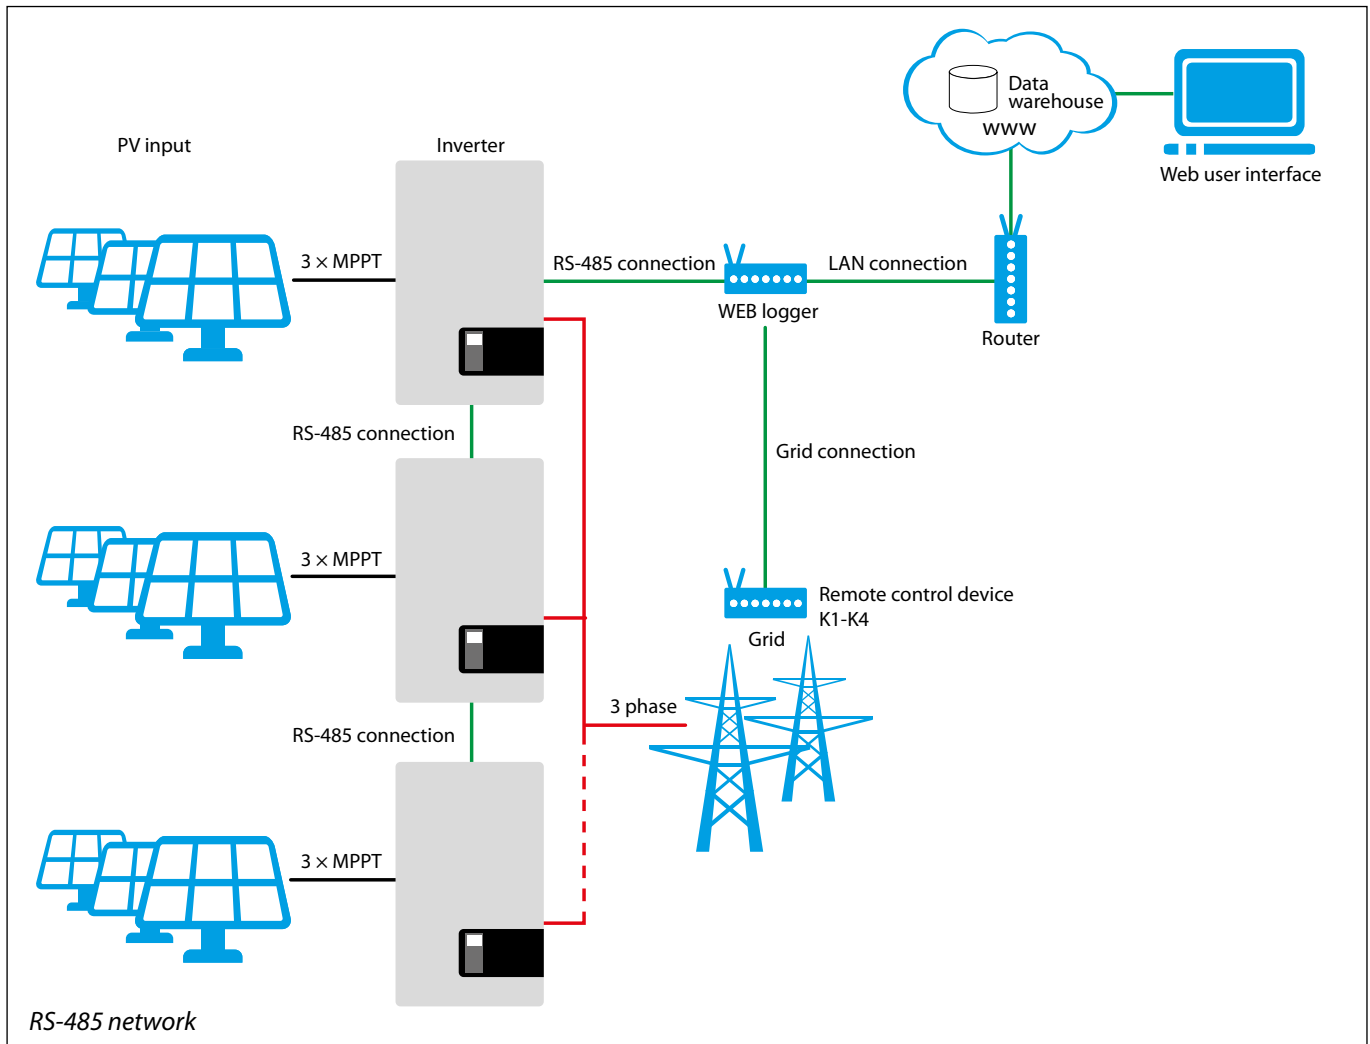 Data
warehouse
www
Web user interface
PV input
Inverter
3 × MPPT
RS-485 connection
LAN connection
WEB logger
Router
RS-485 connection
Grid connection
3 × MPPT
Remote control device
K1-K4
Grid
3 phase
RS-485 connection
3 × MPPT
RS-485 network